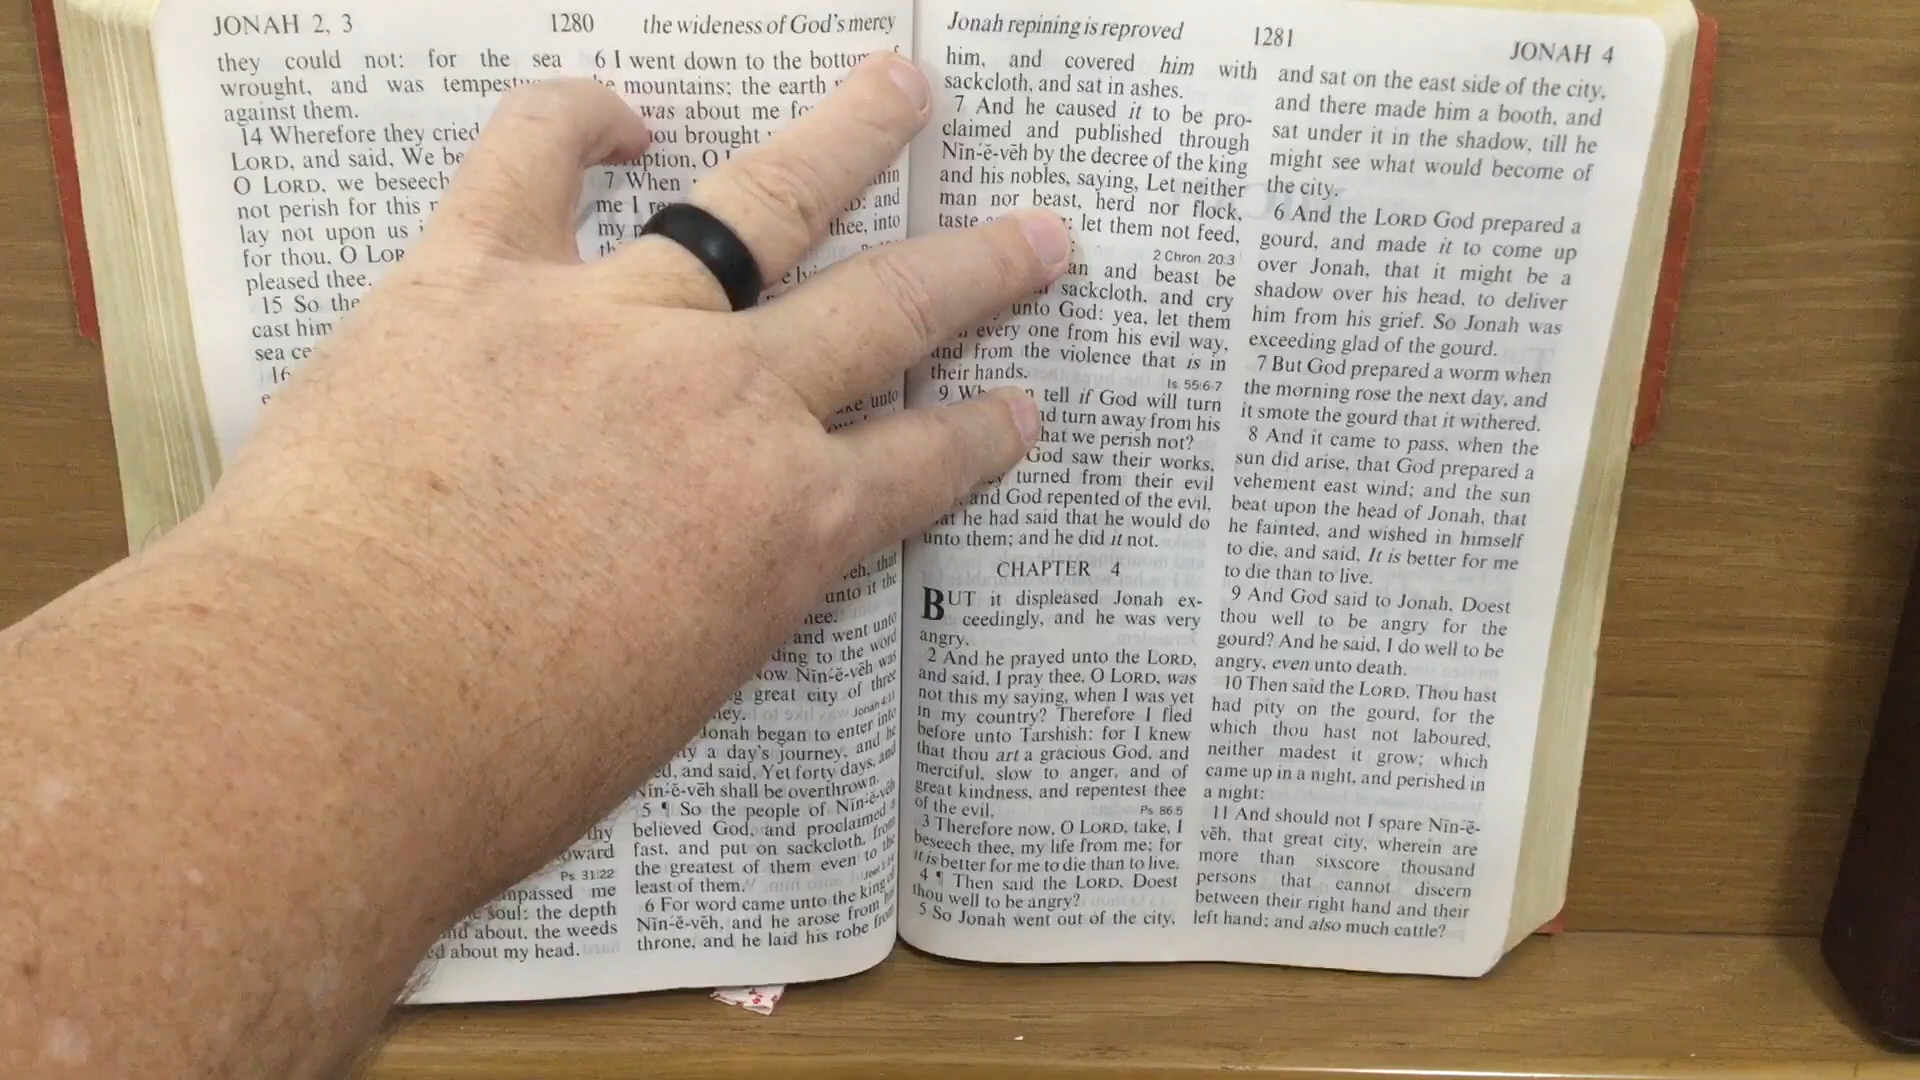 JONAH 2, 3
1280
the wideness of God's mercy
they could not: for the sea
wrought, and was
against them.
14 Wherefore they cried
LORD, and said, We
O LORD, we beseech
not perish for this
lay not upon us
for thou, O
pleased thee.
15 So the
cast him
sea
16
6 I went down to the
mountains; the earth
was about me
brought
O
7 When
me I
my
thee, into
unto
that
unto it the
and went unto
to the word
Now Nĭn-́ĕ-vēh was
great city of three
Jonah 4:11
Jonah began to enter into
a day's journey, and he
and said, Yet forty days, and
Nĭn-́ĕ-vēh shall be overthrown.
5 ¶ So the people of Nĭn-́ĕ-vēh
believed God, and proclaimed a
fast, and put on sackcloth, from
the greatest of them even to the
least of them.
6 For word came unto the king of
Nĭn-́ĕ-vēh, and he arose from his
throne, and he laid his robe from
Ps. 31:22
me
soul: the depth
about, the weeds
about my head.
Jonah repining is reproved
1281
JONAH 4
him, and covered him with
sackcloth, and sat in ashes.
7 And he caused it to be pro-
claimed and published through
Nĭn-́ĕ-vēh by the decree of the king
and his nobles, saying, Let neither
man nor beast, herd nor flock,
taste let them not feed,
2 Chron. 20:3
and beast be
sackcloth, and cry
unto God: yea, let them
every one from his evil way,
and from the violence that is in
their hands.
Is. 55:6-7
9 tell if God will turn
turn away from his
that we perish not?
God saw their works,
turned from their evil
and God repented of the evil,
he had said that he would do
unto them; and he did it not.
CHAPTER 4
BUT it displeased Jonah ex-
ceedingly, and he was very
angry.
2 And he prayed unto the LORD,
and said, I pray thee, O LORD, was
not this my saying, when I was yet
in my country? Therefore I fled
before unto Tarshish: for I knew
that thou art a gracious God, and
merciful, slow to anger, and of
great kindness, and repentest thee
of the evil.
Ps. 86:5
3 Therefore now, O LORD, take, I
beseech thee, my life from me; for
it is better for me to die than to live.
4 ¶ Then said the LORD, Doest
thou well to be angry?
5 So Jonah went out of the city,
and sat on the east side of the city,
and there made him a booth, and
sat under it in the shadow, till he
might see what would become of
the city.
6 And the LORD God prepared a
gourd, and made it to come up
over Jonah, that it might be a
shadow over his head, to deliver
him from his grief. So Jonah was
exceeding glad of the gourd.
7 But God prepared a worm when
the morning rose the next day, and
it smote the gourd that it withered.
8 And it came to pass, when the
sun did arise, that God prepared a
vehement east wind; and the sun
beat upon the head of Jonah, that
he fainted, and wished in himself
to die, and said, It is better for me
to die than to live.
9 And God said to Jonah, Doest
thou well to be angry for the
gourd? And he said, I do well to be
angry, even unto death.
10 Then said the LORD, Thou hast
had pity on the gourd, for the
which thou hast not laboured,
neither madest it grow; which
came up in a night, and perished in
a night:
11 And should not I spare Nĭn-́ĕ-
vēh, that great city, wherein are
more than sixscore thousand
persons that cannot discern
between their right hand and their
left hand; and also much cattle?